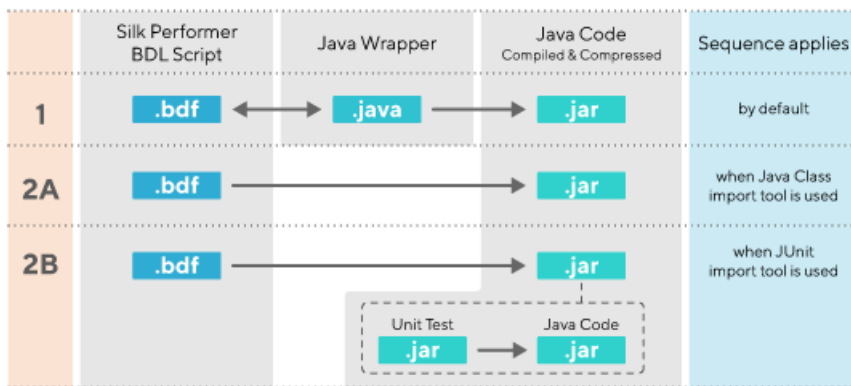 Silk Performer
BDL Script
Java Wrapper
Java Code
Compiled & Compressed
Sequence applies
1
.bdf
.java
.jar
by default
2A
.bdf
.jar
when Java Class
import tool is used
2B
.bdf
.jar
when JUnit
import tool is used
Unit Test
Java Code
.jar
.jar